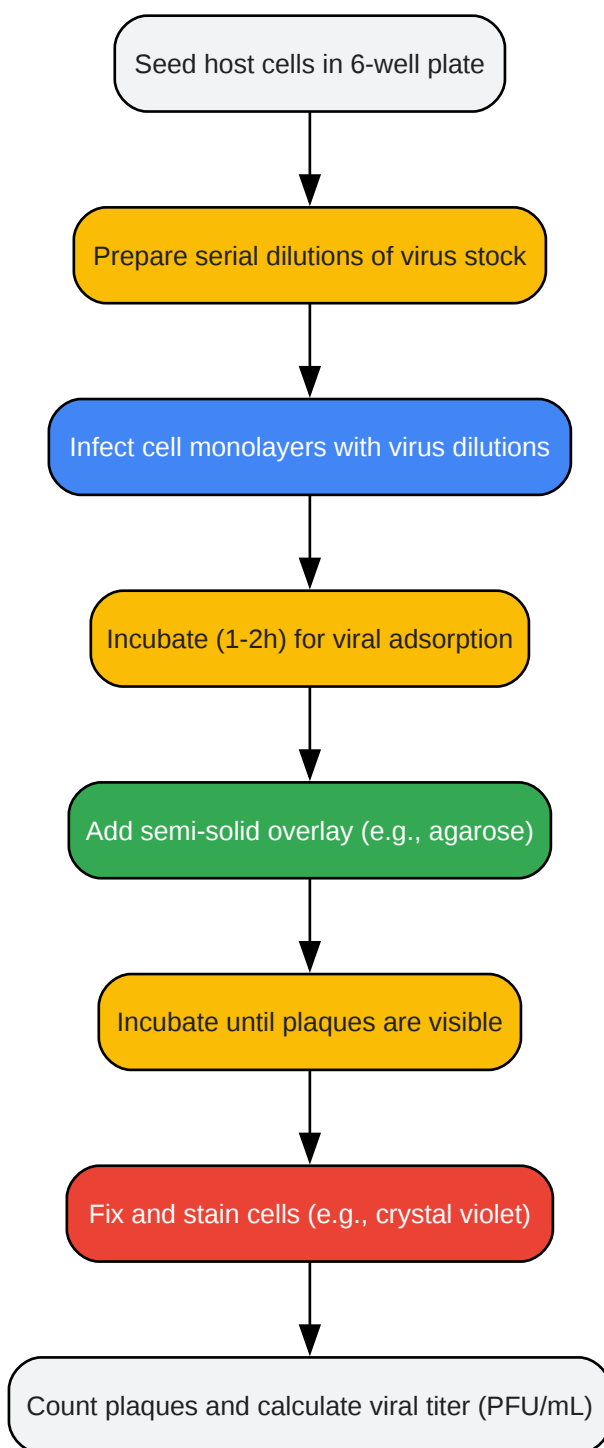 Seed host cells in 6-well plate
Prepare serial dilutions of virus stock
Infect cell monolayers with virus dilutions
Incubate (1-2h) for viral adsorption
Add semi-solid overlay (e.g., agarose)
Incubate until plaques are visible
Fix and stain cells (e.g., crystal violet)
Count plaques and calculate viral titer (PFU/mL)